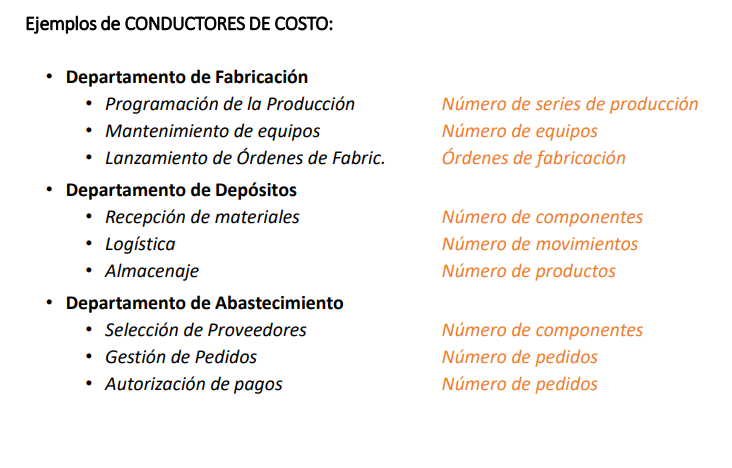 Ejemplos de CONDUCTORES DE COSTO:
• Departamento de Fabricación
• Programación de la Producción Número de series de producción
• Mantenimiento de equipos Número de equipos
• Lanzamiento de Órdenes de Fabric. Órdenes de fabricación
• Departamento de Depósitos
• Recepción de materiales Número de componentes
• Logística Número de movimientos
• Almacenaje Número de productos
• Departamento de Abastecimiento
• Selección de Proveedores Número de componentes
• Gestión de Pedidos Número de pedidos
• Autorización de pagos Número de pedidos